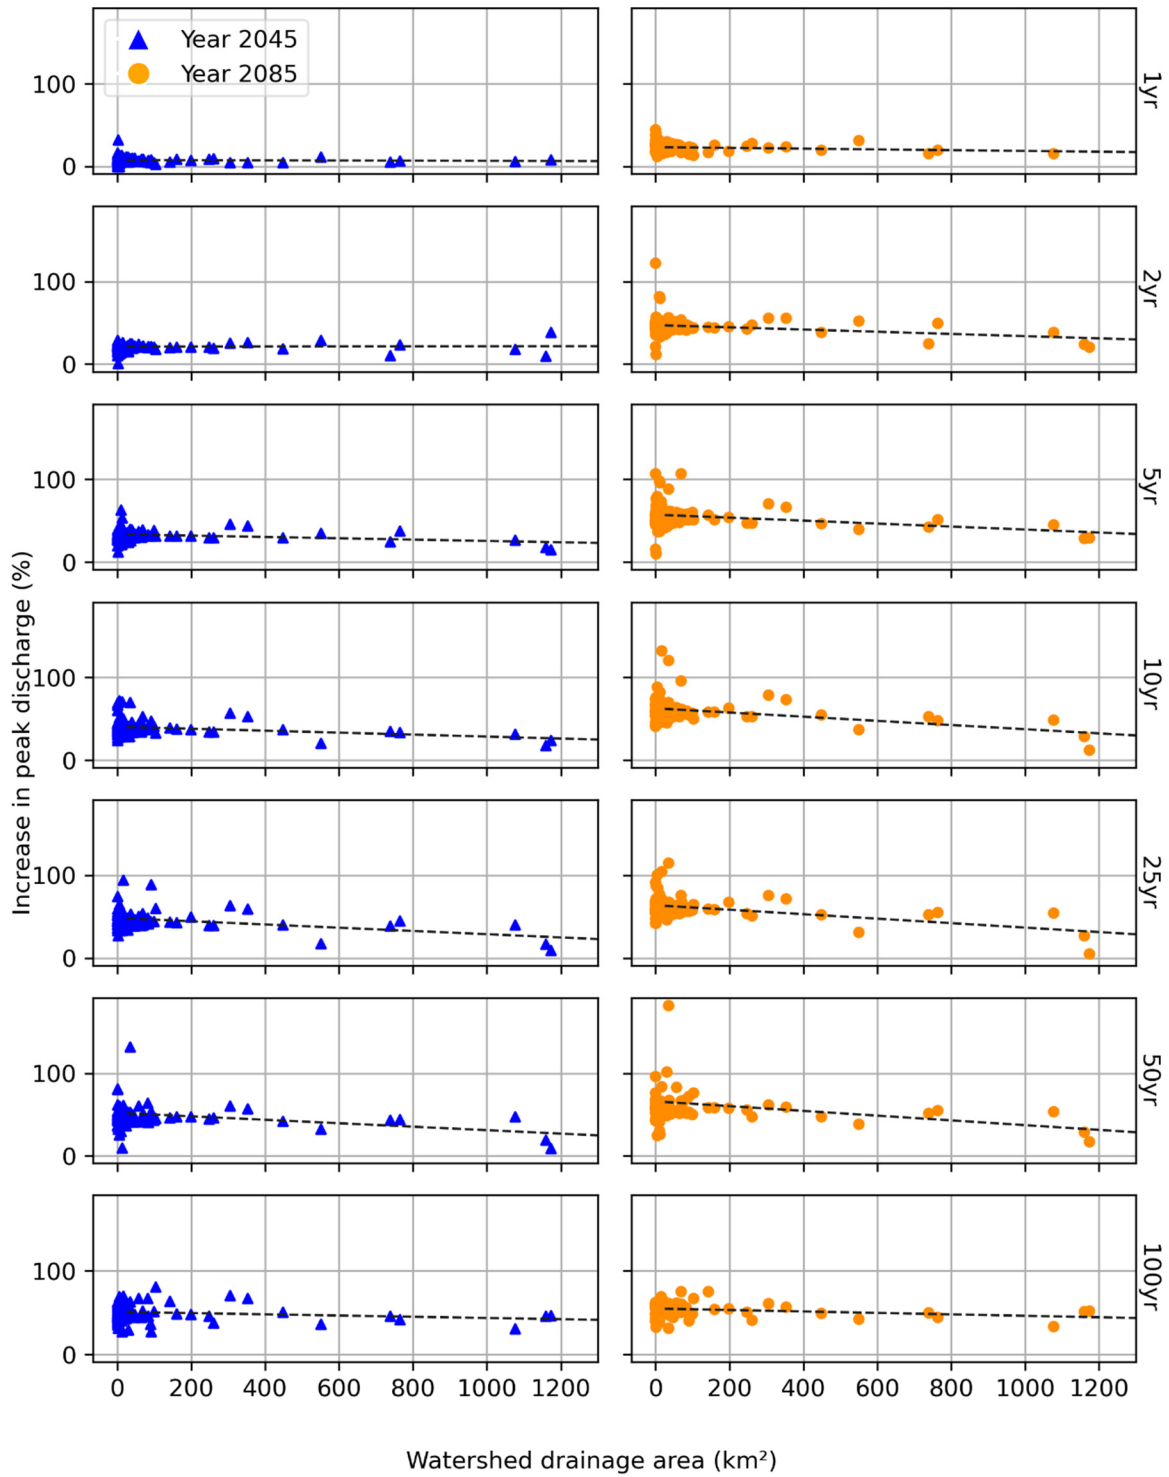 Year 2045
Year 2085
100
0
1yr
100
0
2yr
100
0
5yr
100
0
10yr
100
0
25yr
100
0
50yr
100
0
100yr
Increase in peak discharge (%)
0 200 400 600 800 1000 1200 0 200 400 600 800 1000 1200
Watershed drainage area (km²)